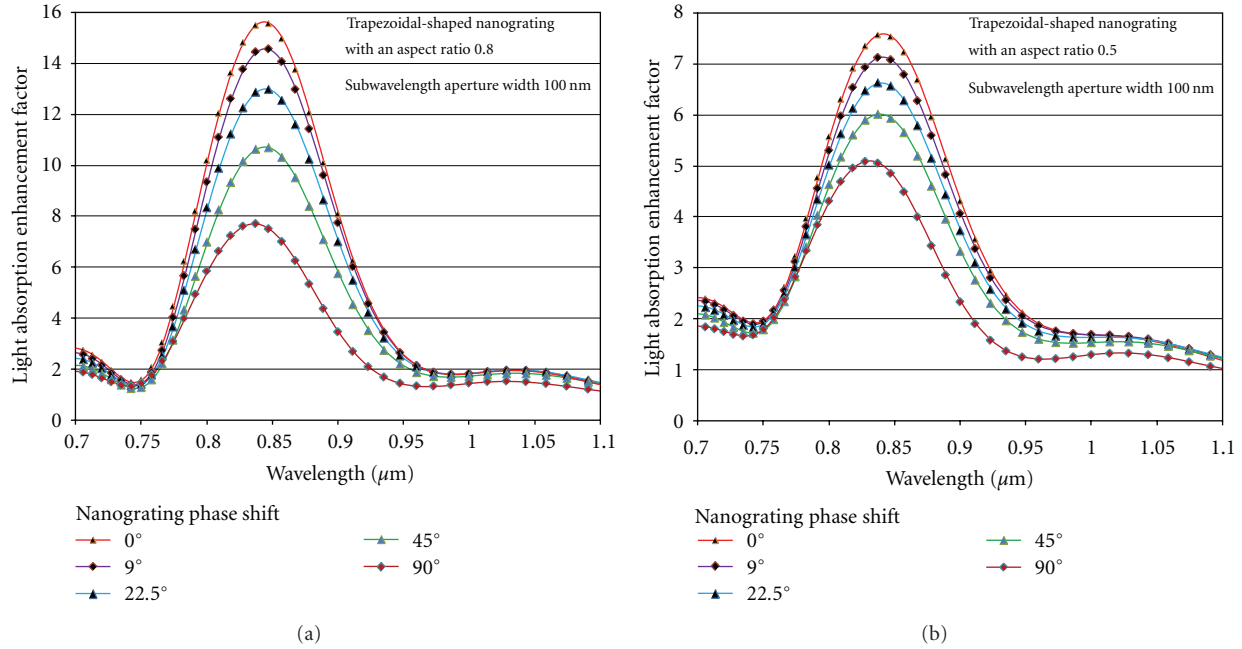 16
14
12
10
8
6
4
2
0
Light absorption enhancement factor
Trapezoidal-shaped nanograting
with an aspect ratio 0.8
Subwavelength aperture width 100 nm
0.7 0.75 0.8 0.85 0.9 0.95 1 1.05 1.1
Wavelength (μm)
Nanograting phase shift
0°
9°
22.5°
45°
90°
(a)
8
7
6
5
4
3
2
1
0
Light absorption enhancement factor
Trapezoidal-shaped nanograting
with an aspect ratio 0.5
Subwavelength aperture width 100 nm
0.7 0.75 0.8 0.85 0.9 0.95 1 1.05 1.1
Wavelength (μm)
Nanograting phase shift
0°
9°
22.5°
45°
90°
(b)